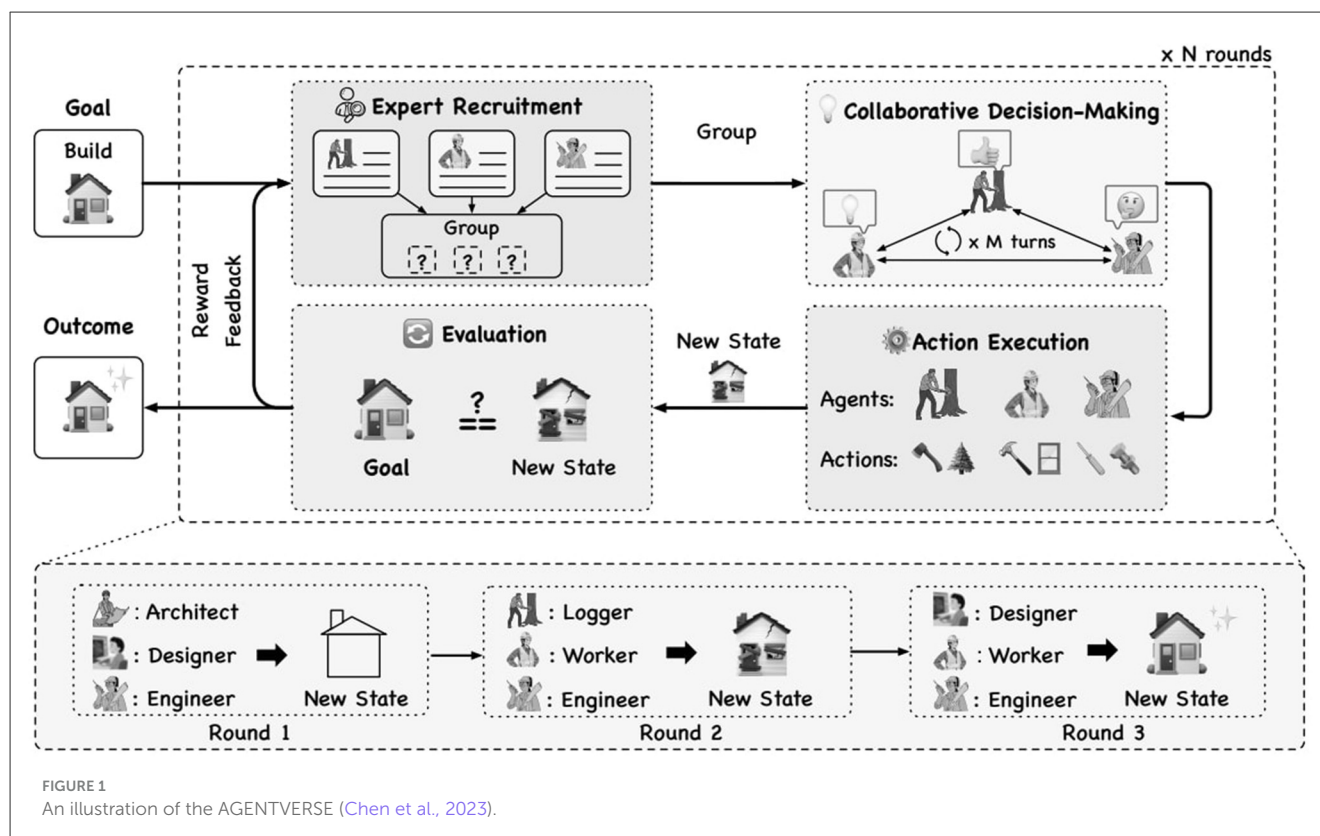 x N rounds
Goal
Build
Expert Recruitment
Group
? ? ?
Group
Collaborative Decision-Making
x M turns
Reward
Feedback
Outcome
Evaluation
?
==
Goal
New State
New State
Action Execution
Agents:
Actions:
: Architect
: Designer
: Engineer
New State
Round 1
: Logger
: Worker
: Engineer
New State
Round 2
: Designer
: Worker
: Engineer
New State
Round 3
FIGURE 1
An illustration of the AGENTVERSE (Chen et al., 2023).